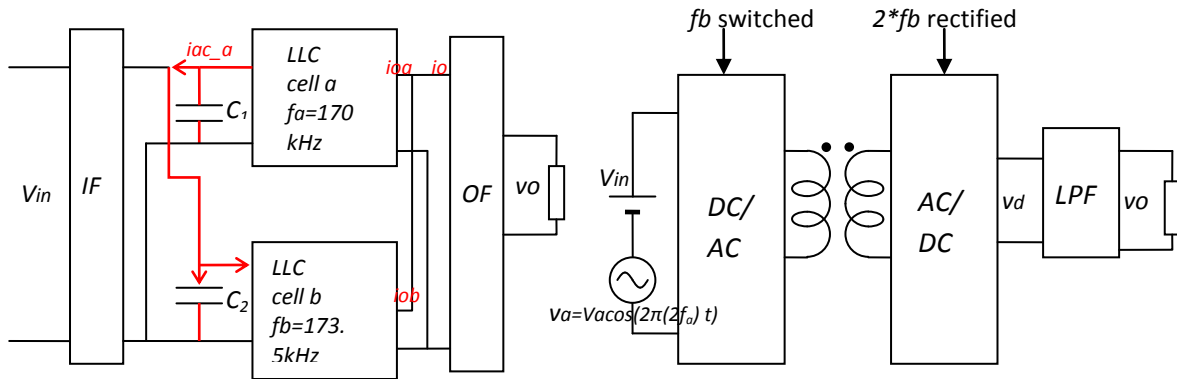 Vin
IF
iac_a
C₁
C₂
LLC
cell a
fa=170
kHz
LLC
cell b
fb=173.
5kHz
ioa
io
iob
OF
vo
fb switched
2*fb rectified
Vin
va=Vacos(2π(2fa) t)
DC/
AC
AC/
DC
vd
LPF
vo